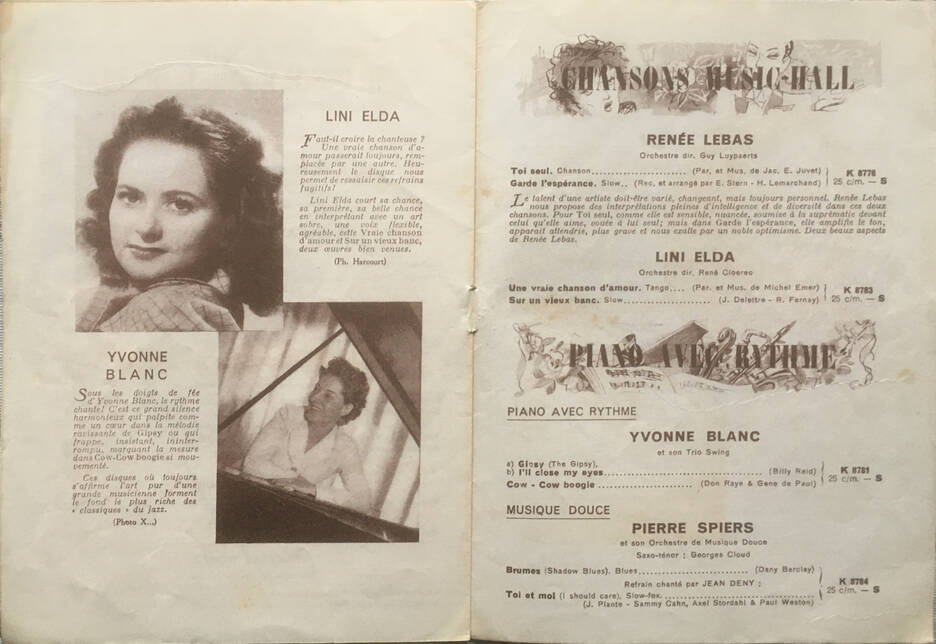 LINI ELDA
Faut-il croire la chanteuse ?
Une vraie chanson d'a-
mour passerait toujours, rem-
placée par une autre. Heu-
reusement le disque nous
permet de ressaisir ces refrains
fugitifs!
Lini Elda court sa chance,
sa première, sa belle chance
en interprétant avec un art
sobre, une voix flexible,
agréable, cette Vraie chanson
d'amour et Sur un vieux banc,
deux œuvres bien venues.
(Ph. Harcourt)
YVONNE
BLANC
Sous les doigts de fée
d'Yvonne Blanc, le rythme
chante! C'est ce grand silence
harmonieux qui palpite com-
me un cœur dans la mélodie
ravissante de Gipsy ou qui
frappe, insistant, ininter-
rompu, marquant la mesure
dans Cow-Cow boogie si mou-
vementé.
Ces disques où toujours
s'affirme l'art pur d'une
grande musicienne forment
le fond le plus riche des
« classiques » du jazz.
(Photo X...)
CHANSONS MUSIC-HALL
RENÉE LEBAS
Orchestre dir. Guy Luypaerts
Toi seul. Chanson........................ (Par. et Mus. de Jac. E. Juvet) K 8776
Garde l'espérance. Slow.. (Rec. et arrangé par E. Stern - H. Lemarchand) 25 c/m. — S
Le talent d'une artiste doit-être varié, changeant, mais toujours personnel. Renée Lebas
nous propose des interprétations pleines d'intelligence et de diversité dans ces deux
chansons. Pour Toi seul, comme elle est sensible, nuancée, soumise à la suprématie devant
celui qu'elle aime, vouée à lui seul; mais dans Garde l'espérance, elle amplifie le ton,
apparaît attendrie, plus grave et nous exalte par un noble optimisme. Deux beaux aspects
de Renée Lebas.
LINI ELDA
Orchestre dir. René Cloerec
Une vraie chanson d'amour. Tango.... (Par. et Mus. de Michel Emer) K 8783
Sur un vieux banc. Slow........................ (J. Delettre - R. Fernay) 25 c/m. — S
PIANO AVEC RYTHME
PIANO AVEC RYTHME
YVONNE BLANC
et son Trio Swing
a) Gipsy (The Gipsy),
b) I'll close my eyes........................ (Billy Reid) K 8781
Cow - Cow boogie........................ (Don Raye & Gene de Paul) 25 c/m. — S
MUSIQUE DOUCE
PIERRE SPIERS
et son Orchestre de Musique Douce
Saxo-ténor : Georges Cloud
Brumes (Shadow Blues). Blues........................ (Dany Barclay)
Refrain chanté par JEAN DENY : K 8784
Toi et moi (I should care), Slow-fox........................ 25 c/m. — S
(J. Plante - Sammy Cahn, Axel Stordahl & Paul Weston)